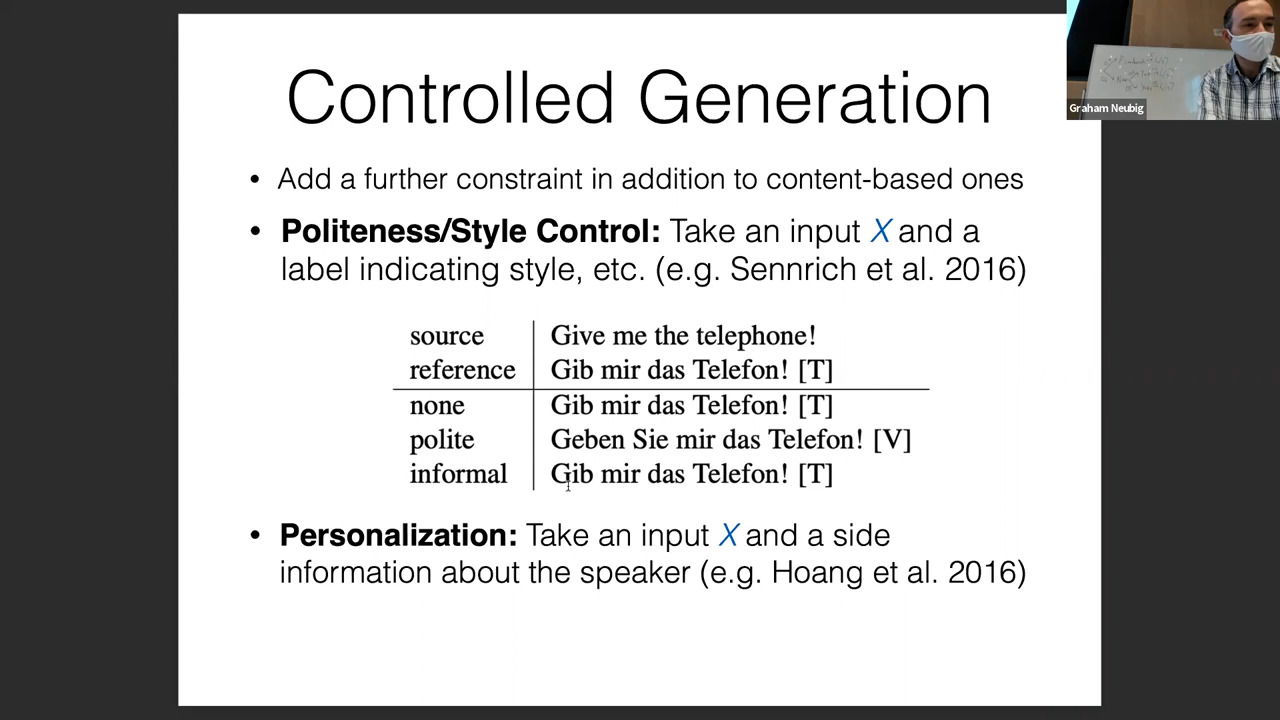 Controlled Generation
• Add a further constraint in addition to content-based ones
• Politeness/Style Control: Take an input X and a
label indicating style, etc. (e.g. Sennrich et al. 2016)
source Give me the telephone!
reference Gib mir das Telefon! [T]
none Gib mir das Telefon! [T]
polite Geben Sie mir das Telefon! [V]
informal Gib mir das Telefon! [T]
• Personalization: Take an input X and a side
information about the speaker (e.g. Hoang et al. 2016)
Graham Neubig